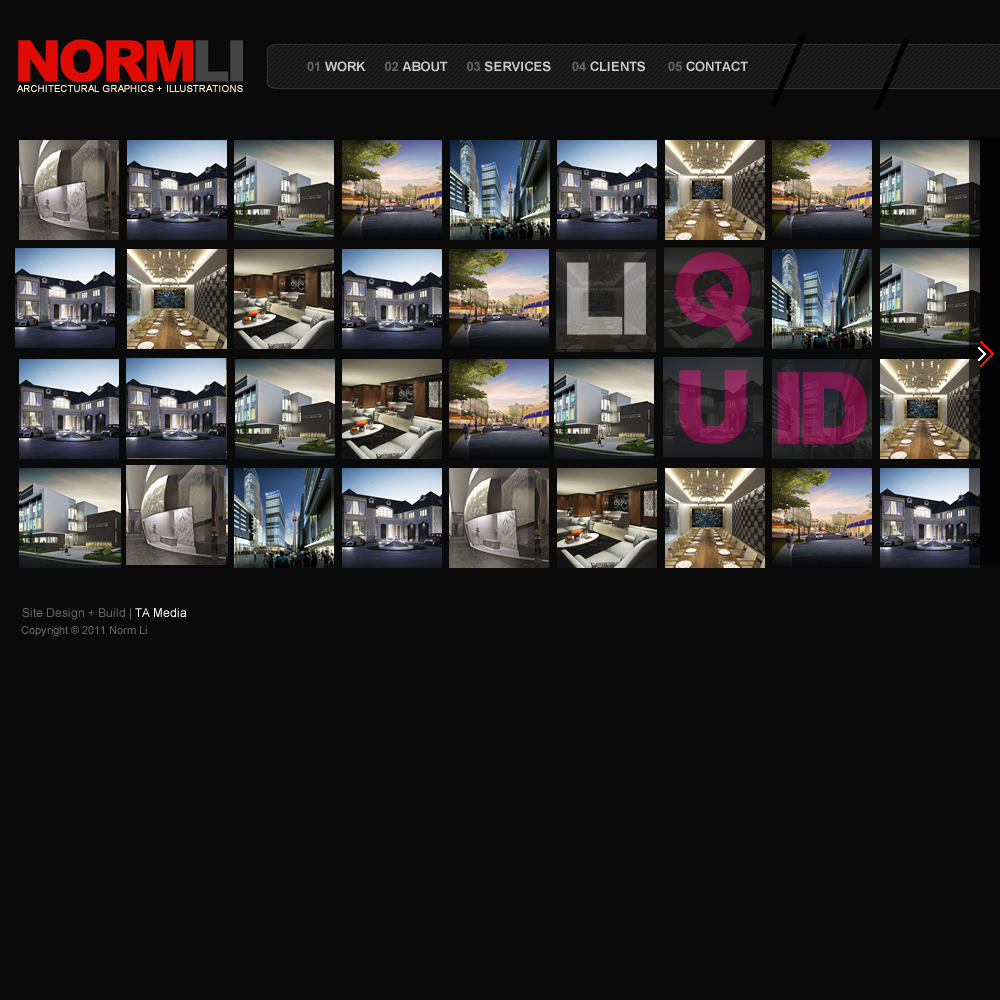 NORMLI
ARCHITECTURAL GRAPHICS + ILLUSTRATIONS
01 WORK 02 ABOUT 03 SERVICES 04 CLIENTS 05 CONTACT
LI Q
U ID
Site Design + Build | TA Media
Copyright © 2011 Norm Li